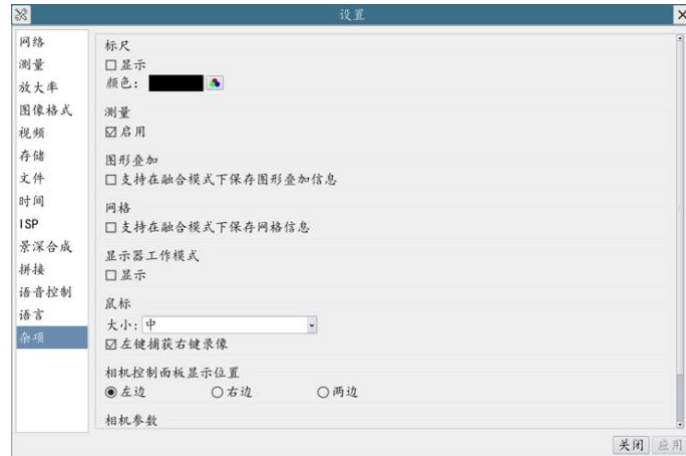 设置
网络
测量
放大率
图像格式
视频
存储
文件
时间
ISP
景深合成
拼接
语音控制
语言
杂项
标尺
显示
颜色:
测量
启用
图形叠加
支持在融合模式下保存图形叠加信息
网格
支持在融合模式下保存网格信息
显示器工作模式
显示
鼠标
大小: 中
左键捕获右键录像
相机控制面板显示位置
左边 右边 两边
相机参数
关闭 应用